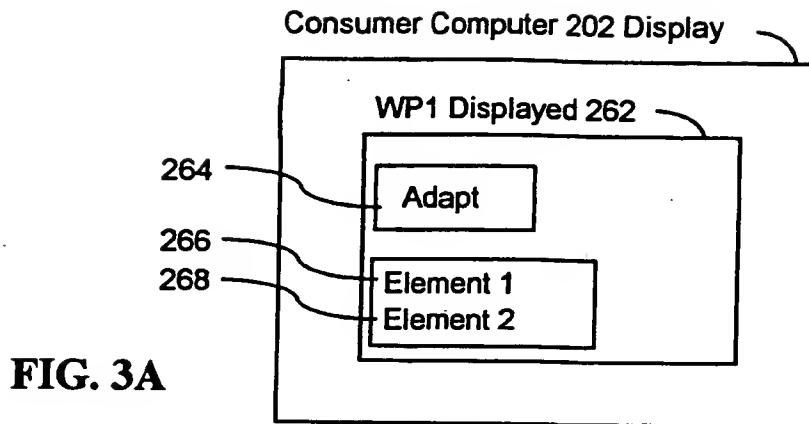 Consumer Computer 202 Display
WP1 Displayed 262
264
Adapt
266
Element 1
268
Element 2
FIG. 3A